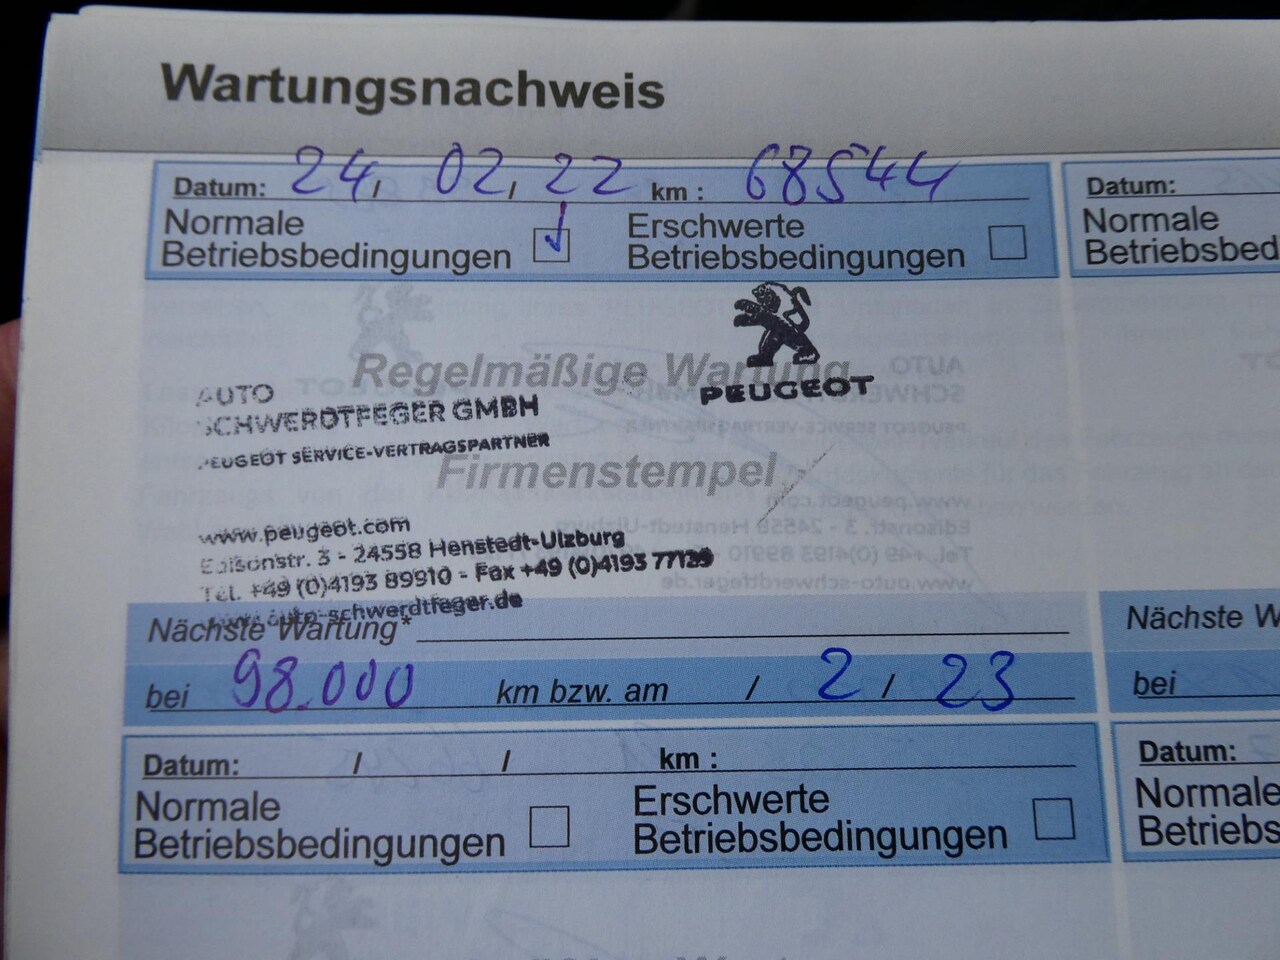 Wartungsnachweis
Datum: 24, 02, 22 km : 68544
Normale
Betriebsbedingungen
Erschwerte
Betriebsbedingungen
Datum:
Normale
Regelmäßige Wartung
PEUGEOT
AUTO
SCHWERDTFEGER GMBH
PEUGEOT SERVICE-VERTRAGSPARTNER
Firmenstempel
www.peugeot.com
Edisonstr. 3 - 24558 Henstedt-Ulzburg
Tel. +49 (0)4193 89910 - Fax +49 (0)4193 77129
www.auto-schwerdtfeger.de
Nächste Wartung*
bei 98.000 km bzw. am / 2 / 23
Nächste W
bei
Datum: / / km :
Normale
Betriebsbedingungen
Erschwerte
Betriebsbedingungen
Datum:
Normale
Betriebs